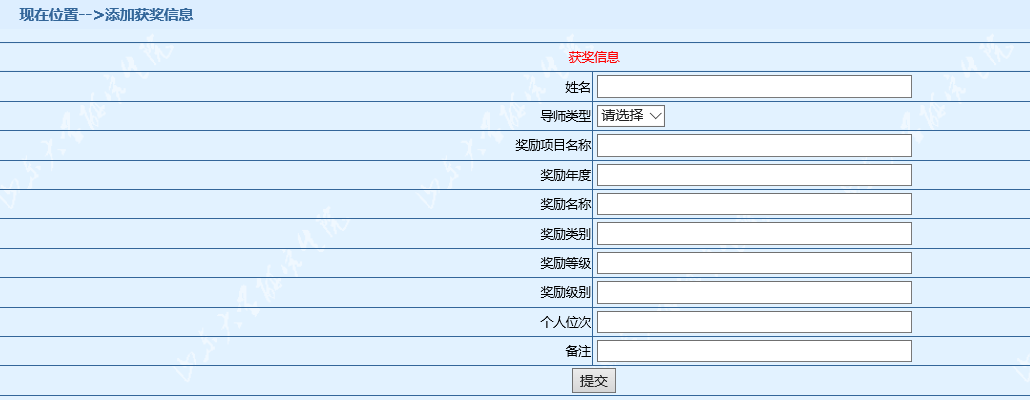 现在位置-->添加获奖信息
获奖信息
姓名
导师类型 请选择
奖励项目名称
奖励年度
奖励名称
奖励类别
奖励等级
奖励级别
个人位次
备注
提交